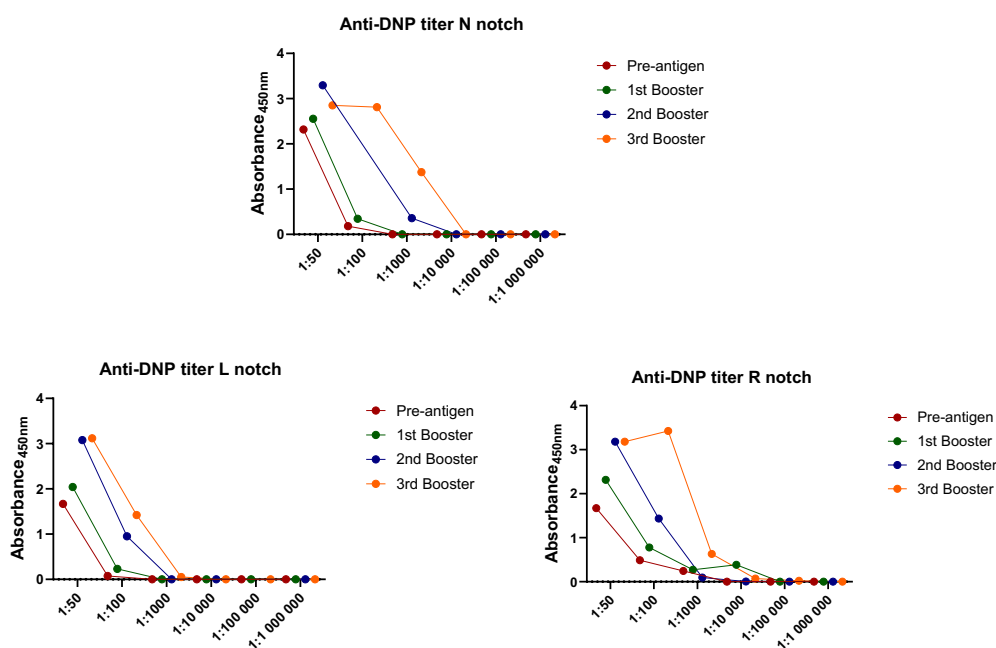 Anti-DNP titer N notch
Absorbance450nm
4
3
2
1
0
1:50
1:100
1:1000
1:10 000
1:100 000
1:1 000 000
Pre-antigen
1st Booster
2nd Booster
3rd Booster
Anti-DNP titer L notch
Absorbance450nm
4
3
2
1
0
1:50
1:100
1:1000
1:10 000
1:100 000
1:1 000 000
Pre-antigen
1st Booster
2nd Booster
3rd Booster
Anti-DNP titer R notch
Absorbance450nm
4
3
2
1
0
1:50
1:100
1:1000
1:10 000
1:100 000
1:1 000 000
Pre-antigen
1st Booster
2nd Booster
3rd Booster